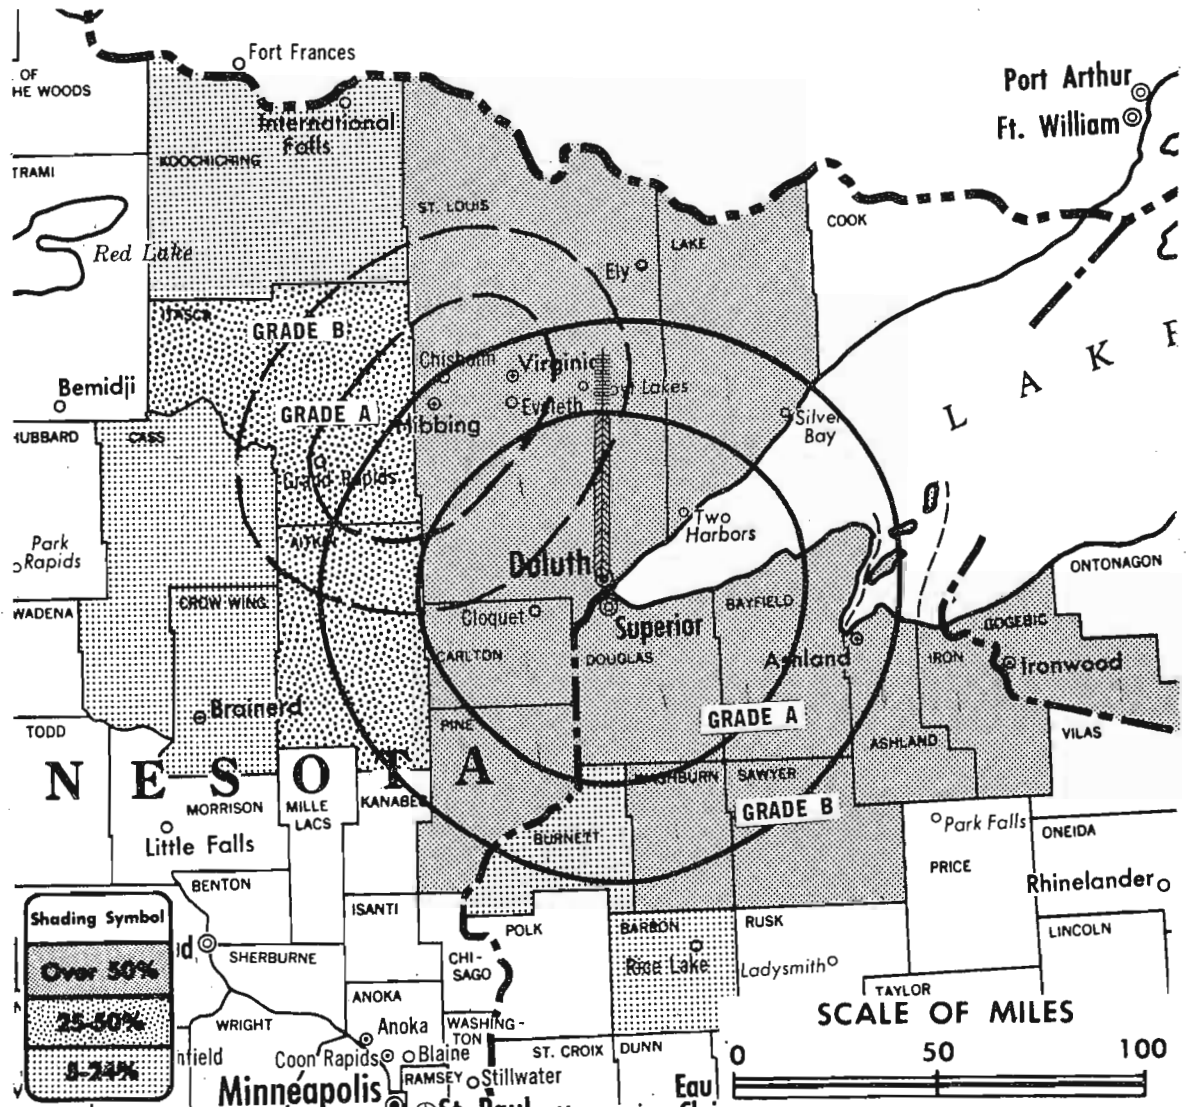 Fort Frances
OF
HE WOODS
Port Arthur
Ft. William
International
Falls
KOOCHICHING
TRAMI
ST. LOUIS
COOK
LAKE
Red Lake
Ely
ITASCA
GRADE B
L A K E
Chisholm
Virginia
Bemidji
GRADE A
Eveleth
Hibbing
Silver
Bay
HUBBARD
CASS
Grand Rapids
Two
Harbors
Park
Rapids
AITKIN
Duluth
ONTONAGON
WADENA
CROW WING
BAYFIELD
Cloquet
Superior
GOGEBIC
CARLTON
DOUGLAS
Ashland
IRON
Ironwood
Brainerd
PINE
GRADE A
TODD
ASHLAND
VILAS
N E S O T A
WASHBURN
SAWYER
MORRISON
MILLE
LACS
KANABEC
GRADE B
Park Falls
ONEIDA
Little Falls
BURNETT
PRICE
BENTON
Rhinelander
Shading Symbol
ISANTI
POLK
BARRON
RUSK
LINCOLN
SHERBURNE
CHI-
SAGO
Rice Lake
Ladysmith
Over 50%
ANOKA
TAYLOR
25-50%
WRIGHT
Anoka
WASHING-
TON
SCALE OF MILES
Coon Rapids
Blaine
ST. CROIX
DUNN
0 50 100
5-24%
nfield
RAMSEY
Stillwater
Minneapolis
St. Paul
Eau